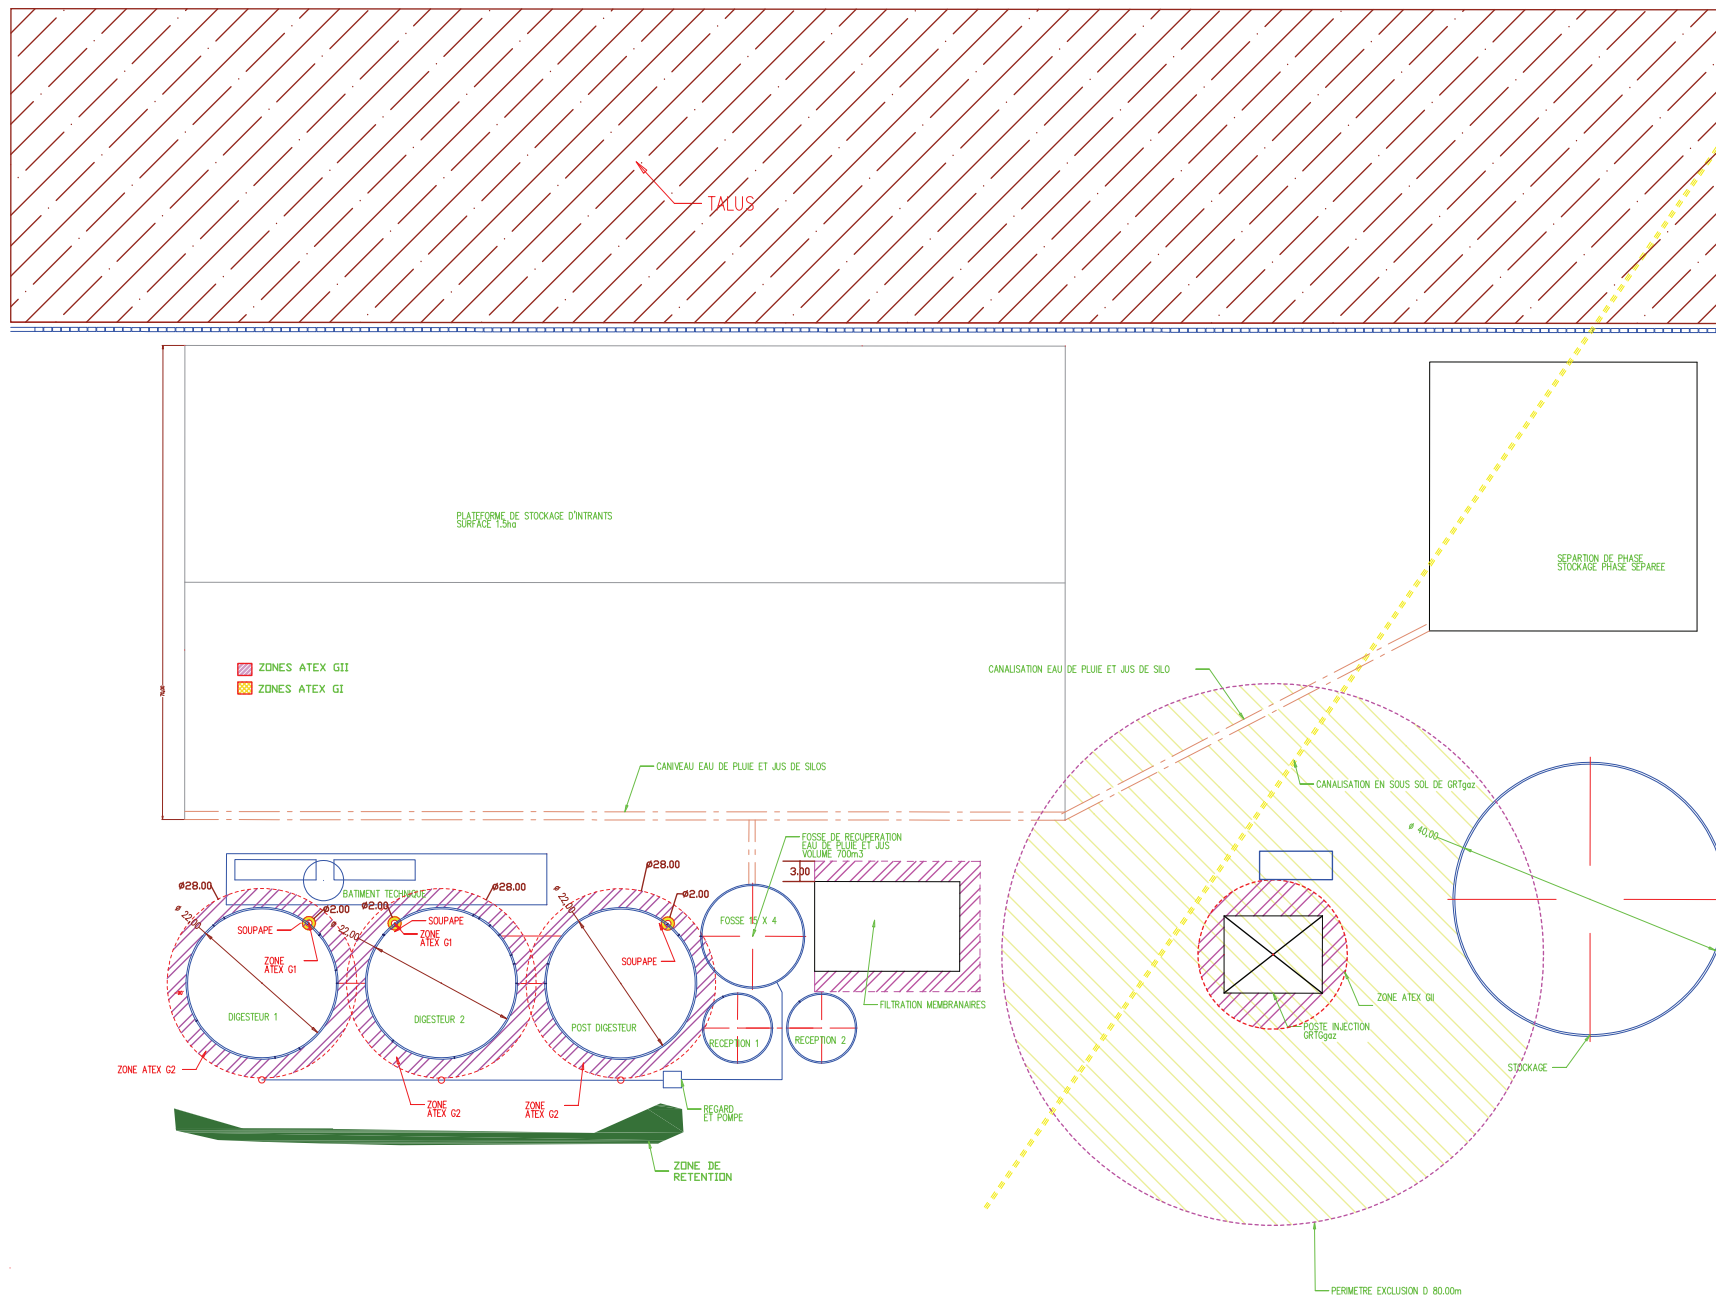 TALUS
PLATEFORME DE STOCKAGE D'INTRANTS
SURFACE 1.5ha
SEPARTION DE PHASE
STOCKAGE PHASE SEPAREE
ZONES ATEX GII
ZONES ATEX GI
CANALISATION EAU DE PLUIE ET JUS DE SILO
CANIVEAU EAU DE PLUIE ET JUS DE SILOS
CANALISATION EN SOUS SOL DE GRTgaz
FOSSE DE RECUPERATION
EAU DE PLUIE ET JUS
VOLUME 700m3
ø 40,00
3.00
ø28.00
ø28.00
ø28.00
BATIMENT TECHNIQUE
ø2.00
ø2.00
ø2.00
ø 22,00
ø 22,00
ø 22,00
SOUPAPE
SOUPAPE
SOUPAPE
ZONE
ATEX G1
ZONE
ATEX G1
FOSSE 15 X 4
FILTRATION MEMBRANAIRES
ZONE ATEX GII
DIGESTEUR 1
DIGESTEUR 2
POST DIGESTEUR
RECEPTION 1
RECEPTION 2
POSTE INJECTION
GRTGgaz
STOCKAGE
ZONE ATEX G2
ZONE
ATEX G2
ZONE
ATEX G2
REGARD
ET POMPE
ZONE DE
RETENTION
PERIMETRE EXCLUSION D 80.00m